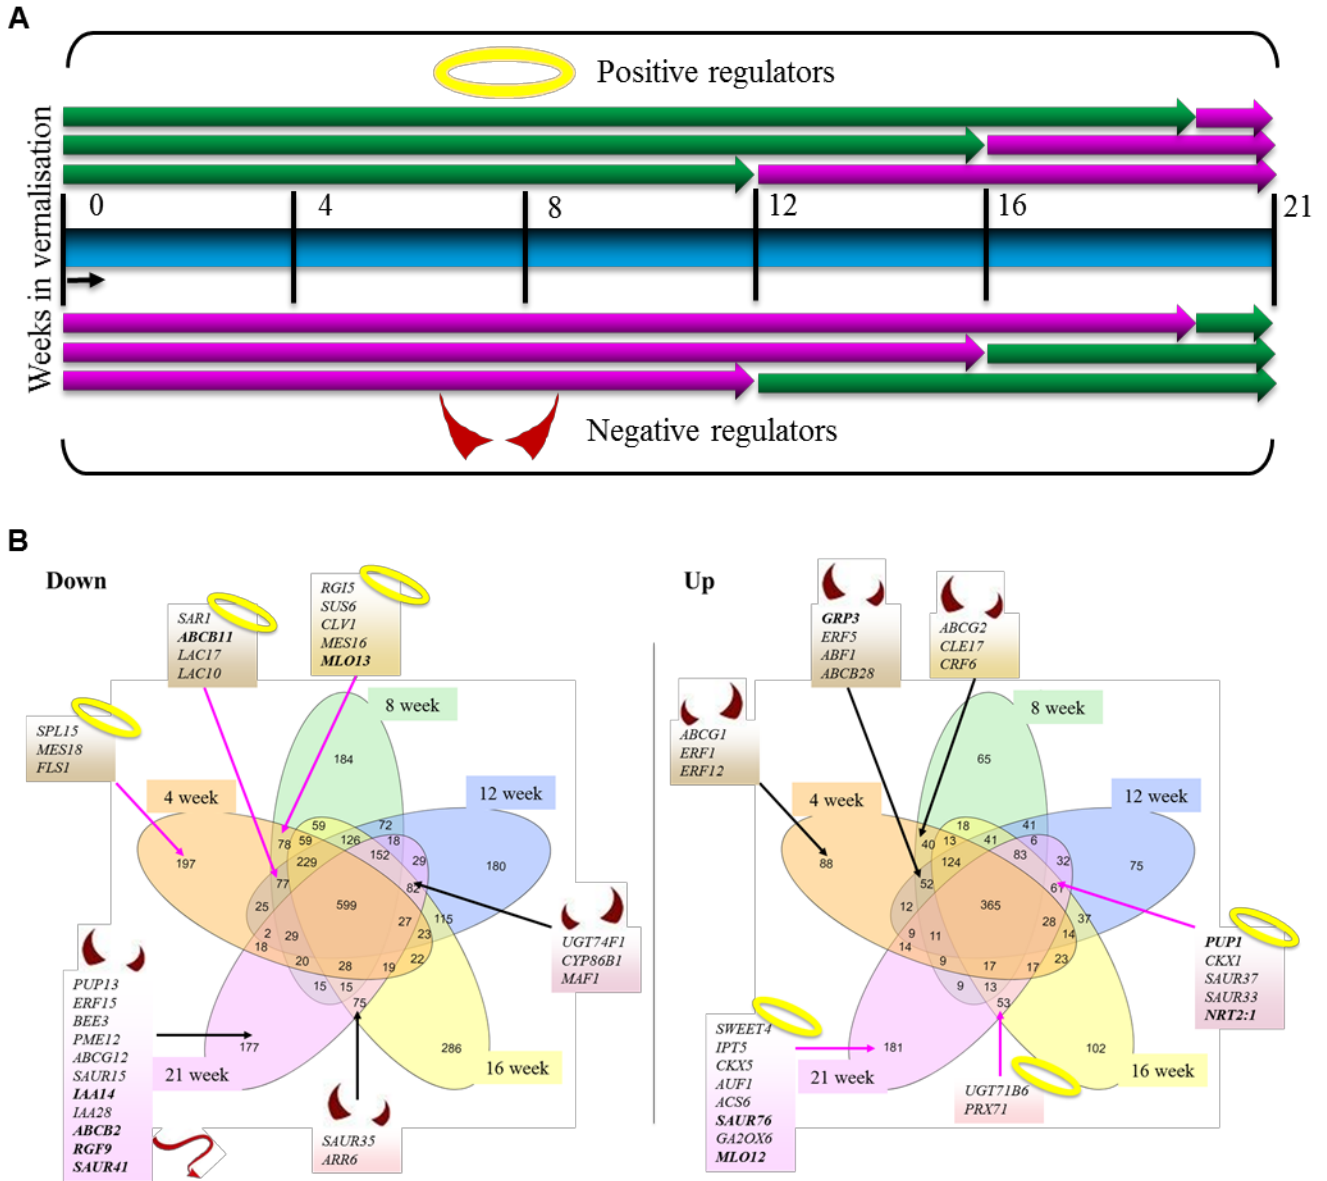 A
Positive regulators
Weeks in vernalisation
0 4 8 12 16 21
Negative regulators
B
Down
SAR1
ABCB11
LAC17
LAC10
RGI5
SUS6
CLV1
MES16
MLO13
SPL15
MES18
FLS1
8 week
4 week
12 week
184
59
72
78
59
126
18
197
229
152
29
180
77
82
25
599
27
115
2
29
23
18
20
28
19
22
15
15
75
177
286
UGT74F1
CYP86B1
MAF1
PUP13
ERF15
BEE3
PME12
ABCG12
SAUR15
IAA14
IAA28
ABCB2
RGF9
SAUR41
21 week
16 week
SAUR35
ARR6
Up
GRP3
ERF5
ABF1
ABCB28
ABCG2
CLE17
CRF6
ABCG1
ERF1
ERF12
8 week
4 week
12 week
65
18
41
40
13
41
6
88
124
83
32
75
52
61
12
365
28
37
9
11
14
14
9
17
17
23
9
13
53
181
102
PUP1
CKX1
SAUR37
SAUR33
NRT2:1
SWEET4
IPT5
CKX5
AUF1
ACS6
SAUR76
GA2OX6
MLO12
21 week
16 week
UGT71B6
PRX71